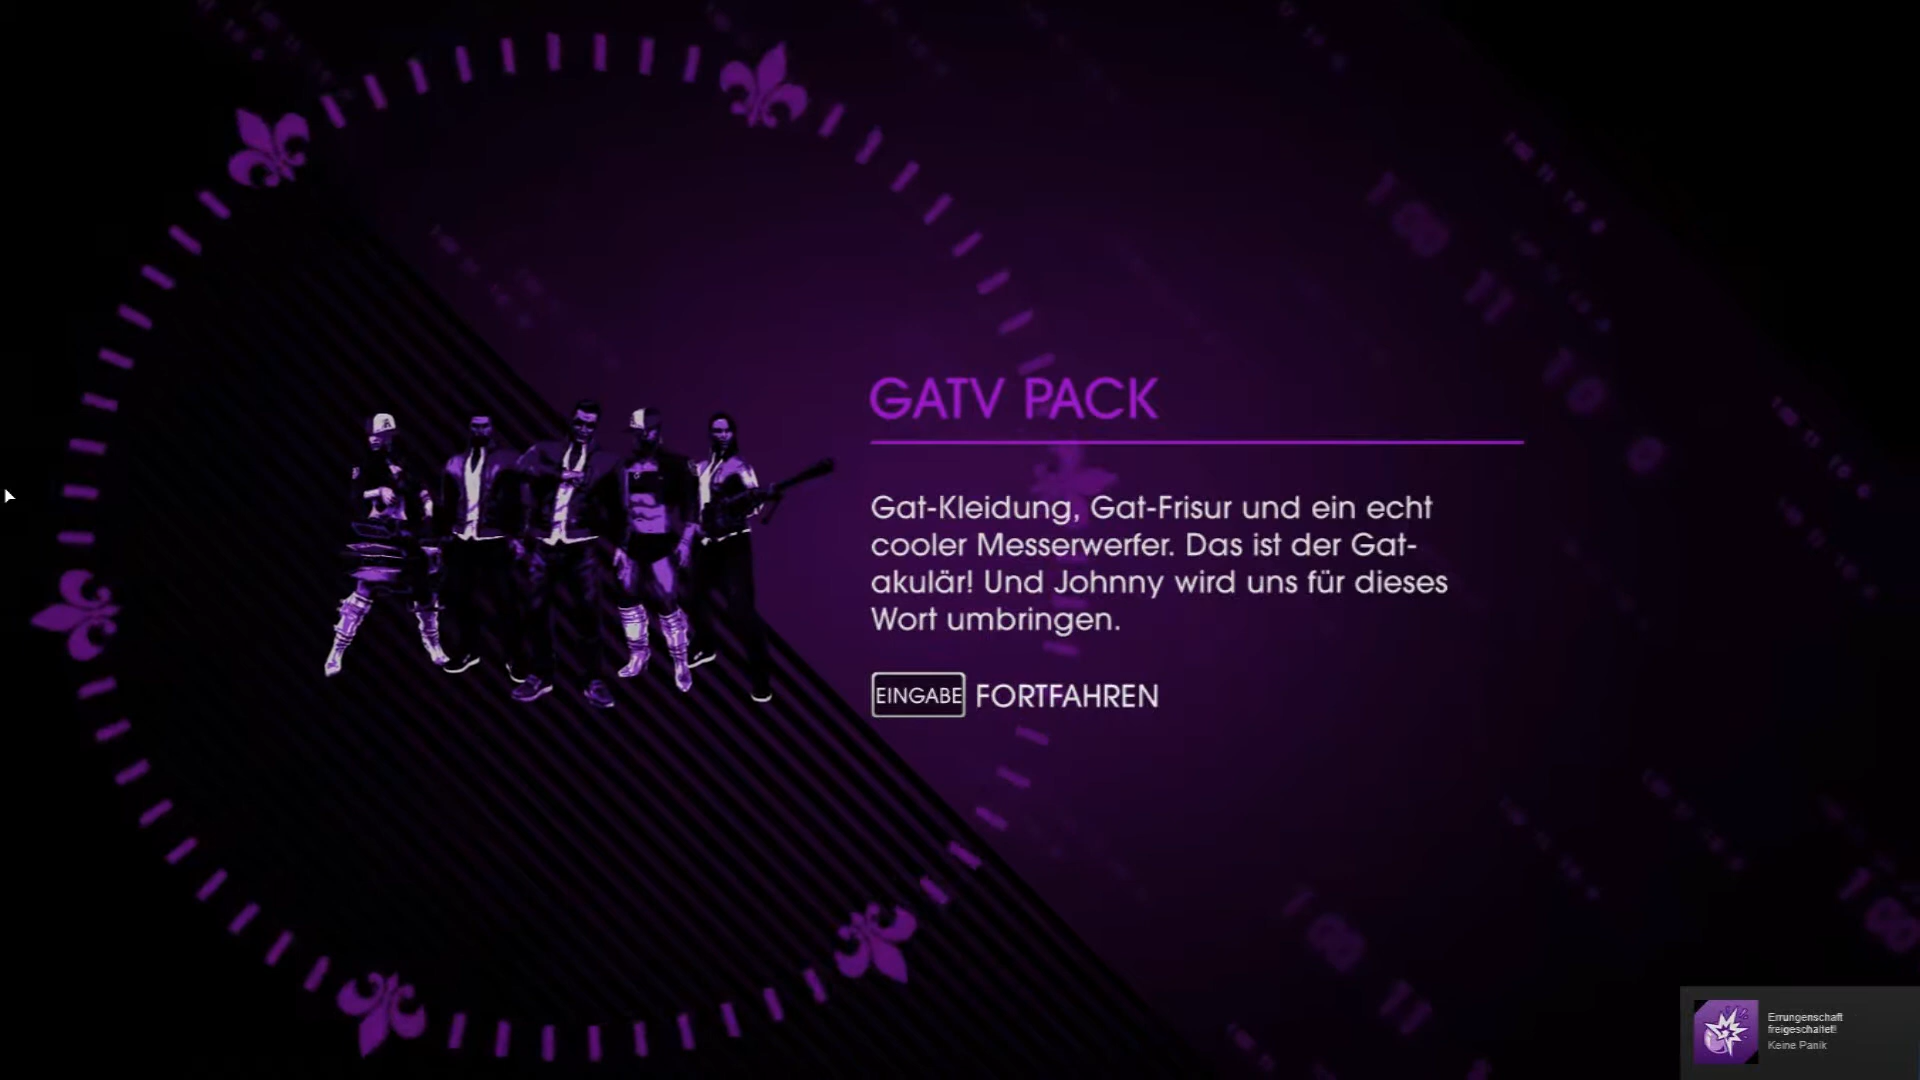 GATV PACK
Gat-Kleidung, Gat-Frisur und ein echt
cooler Messerwerfer. Das ist der Gat-
akulär! Und Johnny wird uns für dieses
Wort umbringen.
EINGABE FORTFAHREN
Errungenschaft
freigeschaltet!
Keine Panik